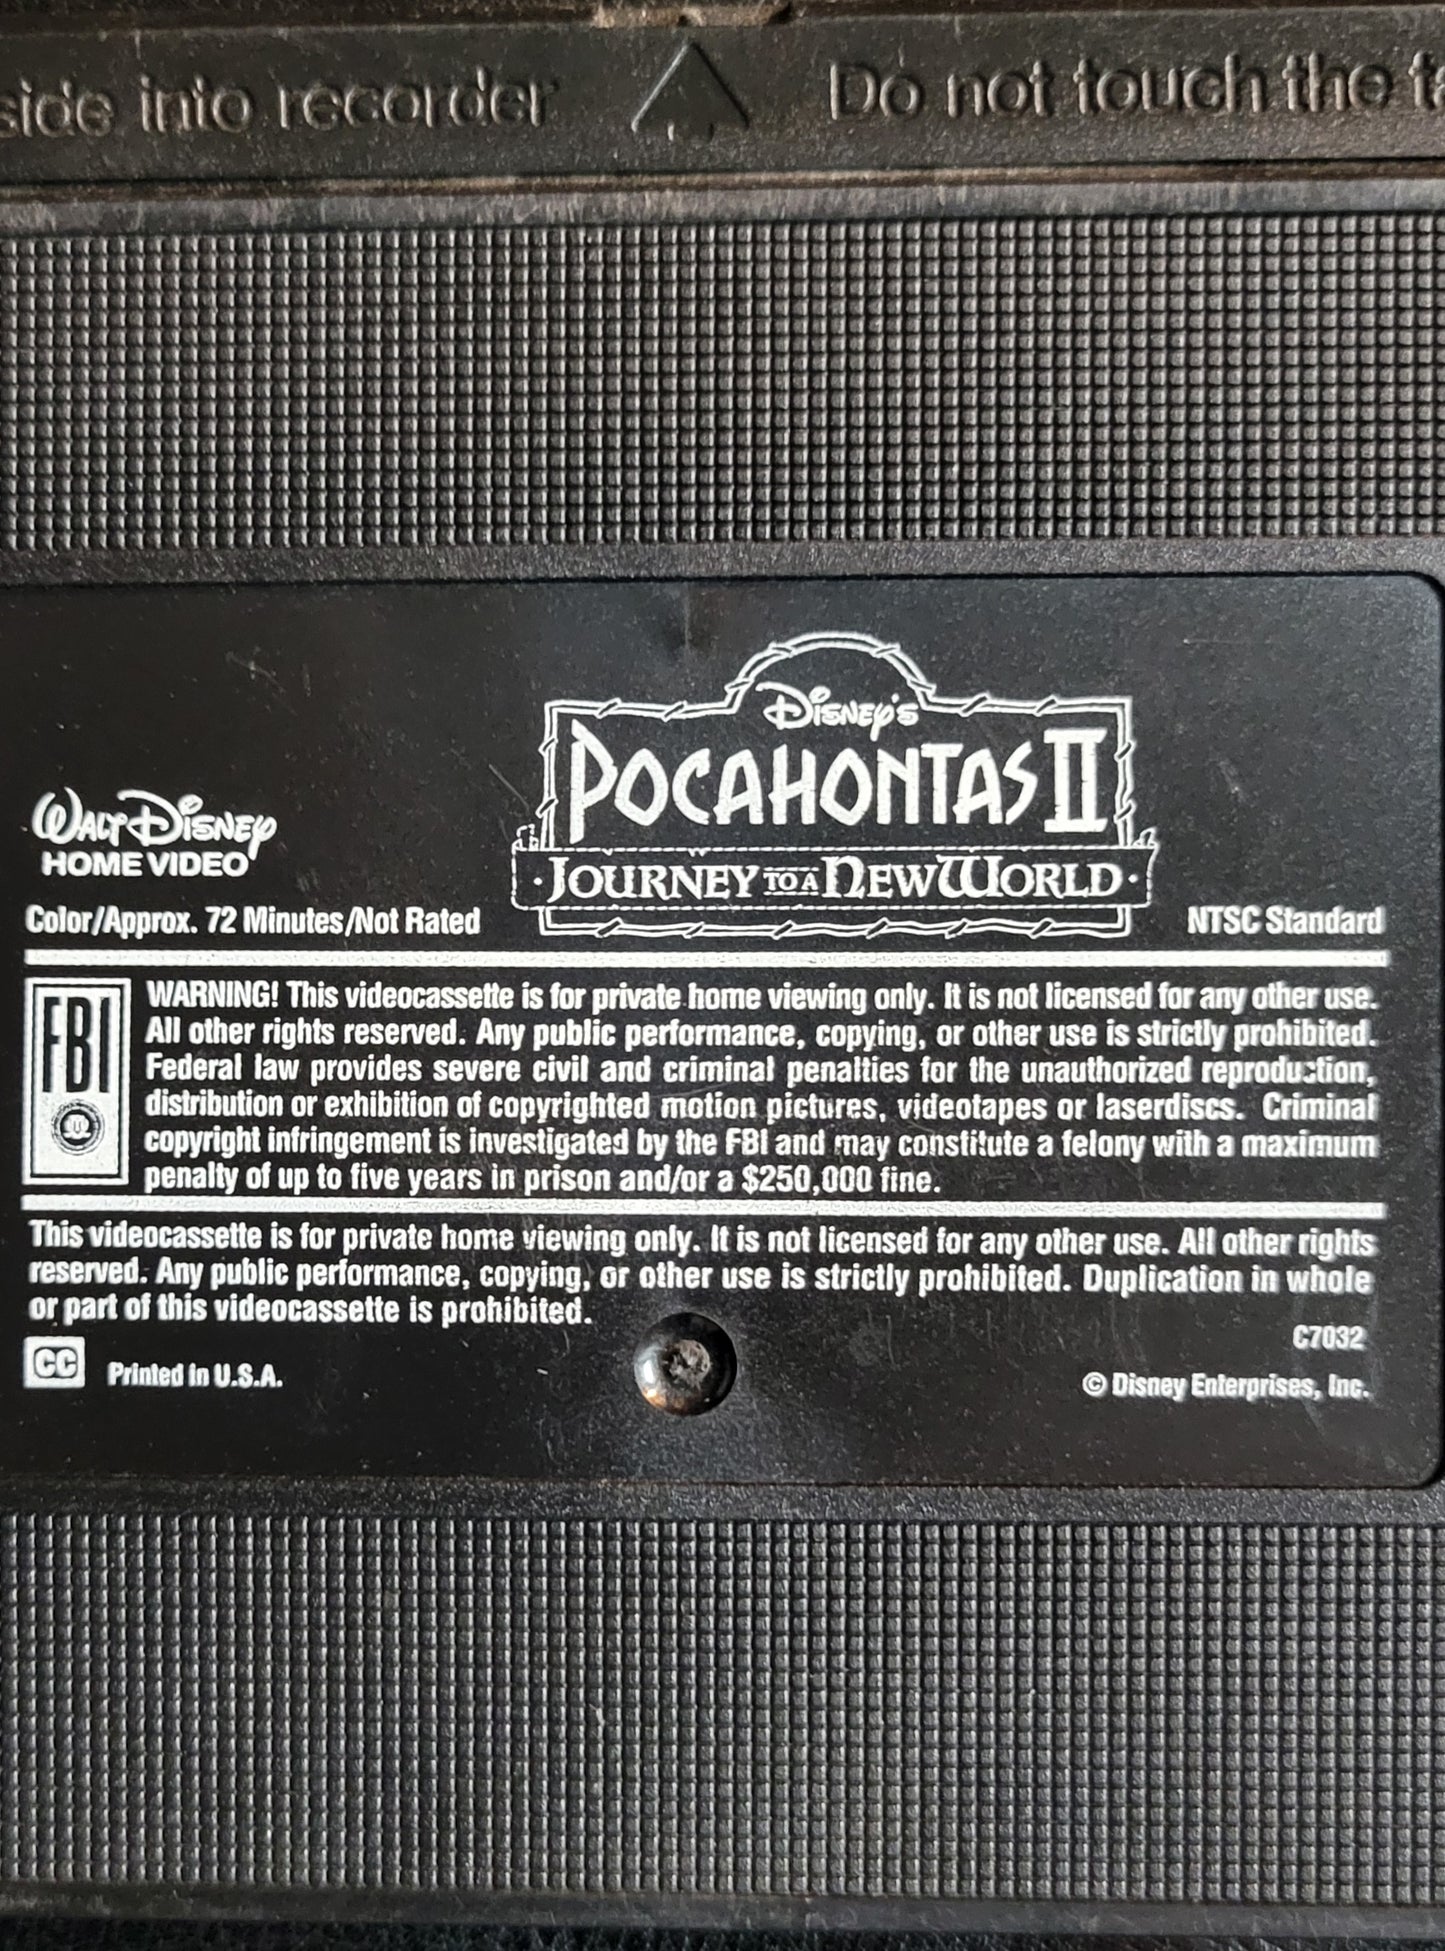 side into recorder Do not touch the
DISNEY'S
POCAHONTAS II
WALT DISNEY
HOME VIDEO
·JOURNEY TO A NEW WORLD·
Color/Approx. 72 Minutes/Not Rated
NTSC Standard
FBI
WARNING! This videocassette is for private home viewing only. It is not licensed for any other use.
All other rights reserved. Any public performance, copying, or other use is strictly prohibited.
Federal law provides severe civil and criminal penalties for the unauthorized reproduction,
distribution or exhibition of copyrighted motion pictures, videotapes or laserdiscs. Criminal
copyright infringement is investigated by the FBI and may constitute a felony with a maximum
penalty of up to five years in prison and/or a $250,000 fine.
This videocassette is for private home viewing only. It is not licensed for any other use. All other rights
reserved. Any public performance, copying, or other use is strictly prohibited. Duplication in whole
or part of this videocassette is prohibited.
C7032
CC Printed in U.S.A.
© Disney Enterprises, Inc.